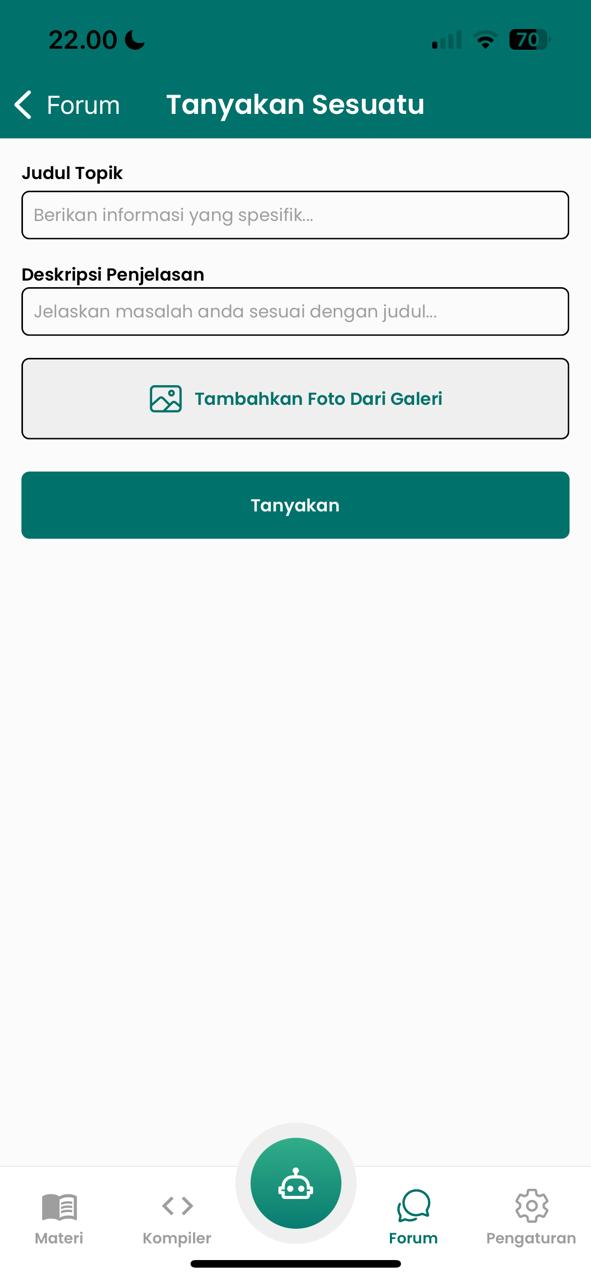 22.00
70
Forum
Tanyakan Sesuatu
Judul Topik
Berikan informasi yang spesifik...
Deskripsi Penjelasan
Jelaskan masalah anda sesuai dengan judul...
Tambahkan Foto Dari Galeri
Tanyakan
Materi
Kompiler
Forum
Pengaturan